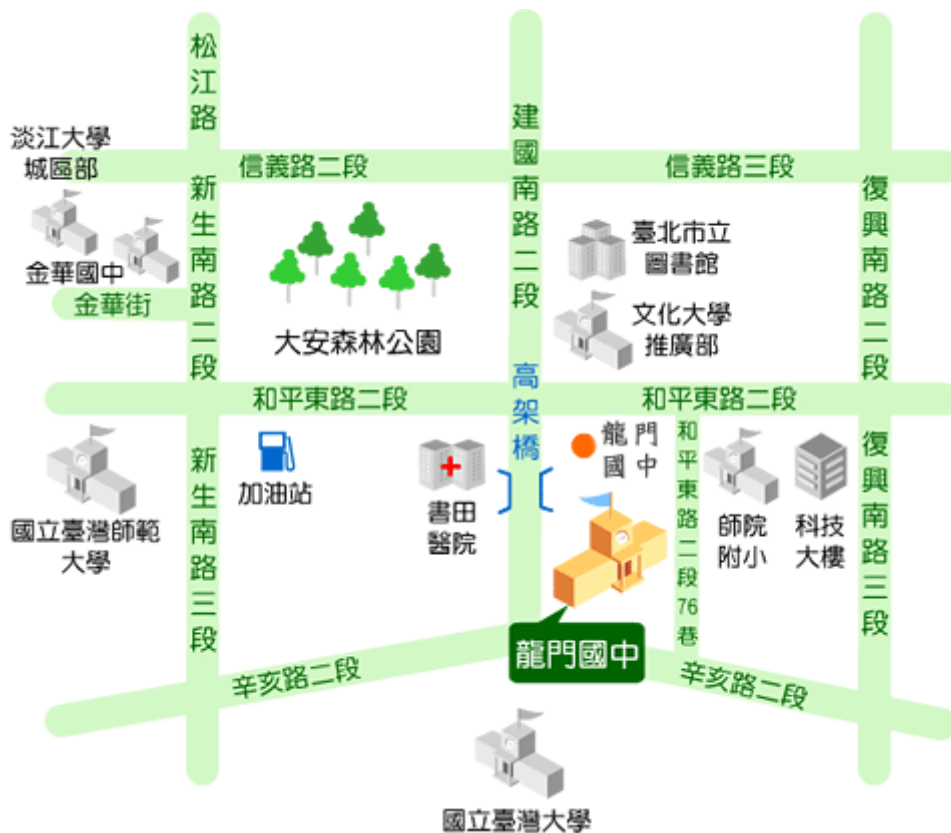 松江路
建國南路二段
淡江大學
城區部
信義路二段
信義路三段
新生南路二段
復興南路二段
臺北市立
圖書館
金華國中
金華街
文化大學
推廣部
大安森林公園
高架橋
和平東路二段
和平東路二段
和平東路二段76巷
龍門
國中
新生南路三段
復興南路三段
加油站
書田
醫院
師院
附小
科技
大樓
國立臺灣師範
大學
龍門國中
辛亥路二段
辛亥路二段
國立臺灣大學